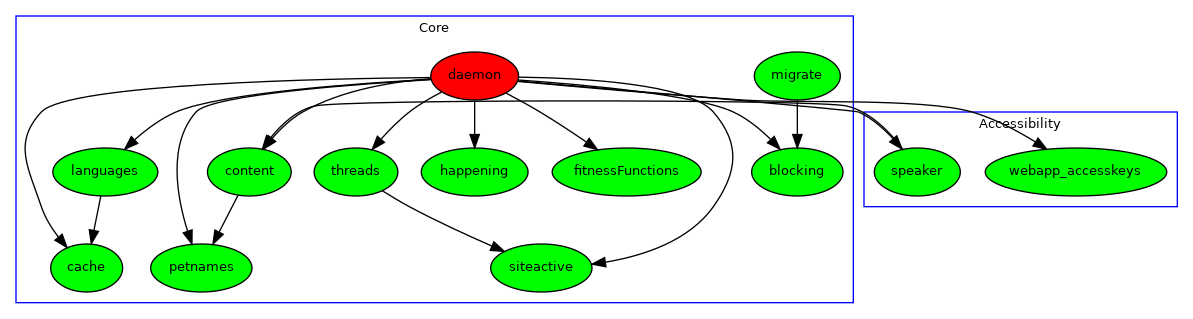 Core
daemon
migrate
Accessibility
languages
content
threads
happening
fitnessFunctions
blocking
speaker
webapp_accesskeys
cache
petnames
siteactive